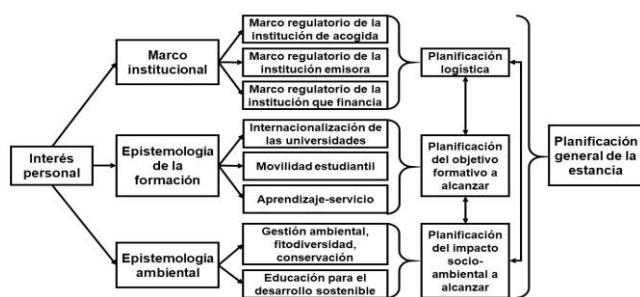 Interés
personal
Marco
institucional
Epistemología
de la
formación
Epistemología
ambiental
Marco regulatorio de la
institución de acogida
Marco regulatorio de la
institución emisora
Marco regulatorio de la
institución que financia
Internacionalización de
las universidades
Movilidad estudiantil
Aprendizaje-servicio
Gestión ambiental,
fitodiversidad,
conservación
Educación para el
desarrollo sostenible
Planificación
logística
Planificación
del objetivo
formativo a
alcanzar
Planificación
del impacto
socio-
ambiental a
alcanzar
Planificación
general de la
estancia